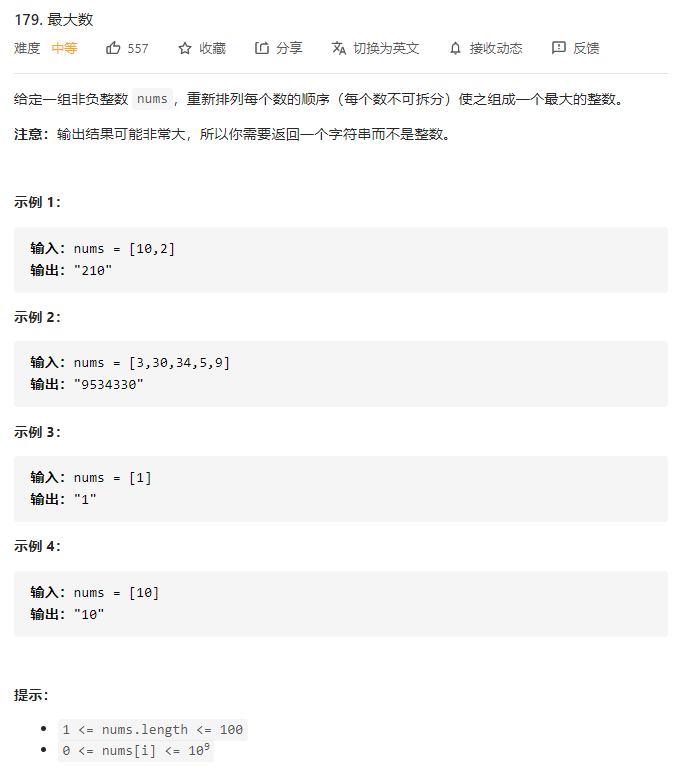 179. 最大数
难度 中等 557 收藏 分享 切换为英文 接收动态 反馈
给定一组非负整数 nums，重新排列每个数的顺序（每个数不可拆分）使之组成一个最大的整数。
注意：输出结果可能非常大，所以你需要返回一个字符串而不是整数。
示例 1：
输入：nums = [10,2]
输出："210"
示例 2：
输入：nums = [3,30,34,5,9]
输出："9534330"
示例 3：
输入：nums = [1]
输出："1"
示例 4：
输入：nums = [10]
输出："10"
提示：
1 <= nums.length <= 100
0 <= nums[i] <= 10⁹